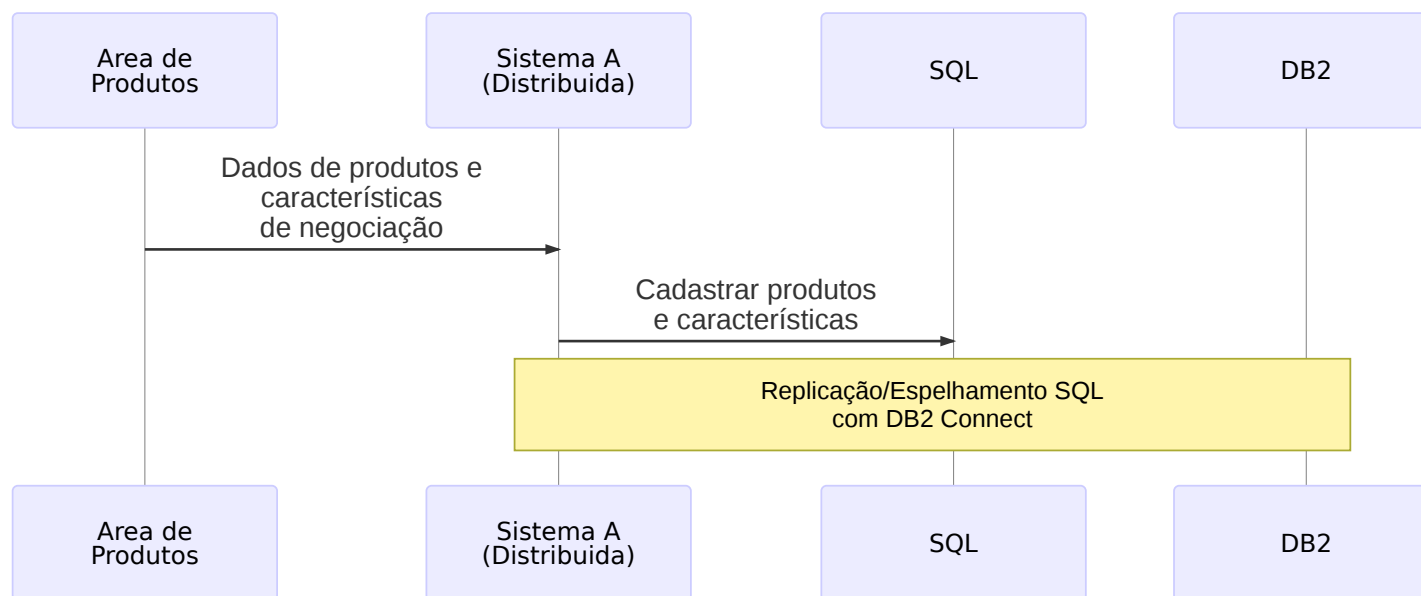 Area de
Produtos
Sistema A
(Distribuida)
SQL
DB2
Dados de produtos e
características
de negociação
Cadastrar produtos
e características
Replicação/Espelhamento SQL
com DB2 Connect
Area de
Produtos
Sistema A
(Distribuida)
SQL
DB2